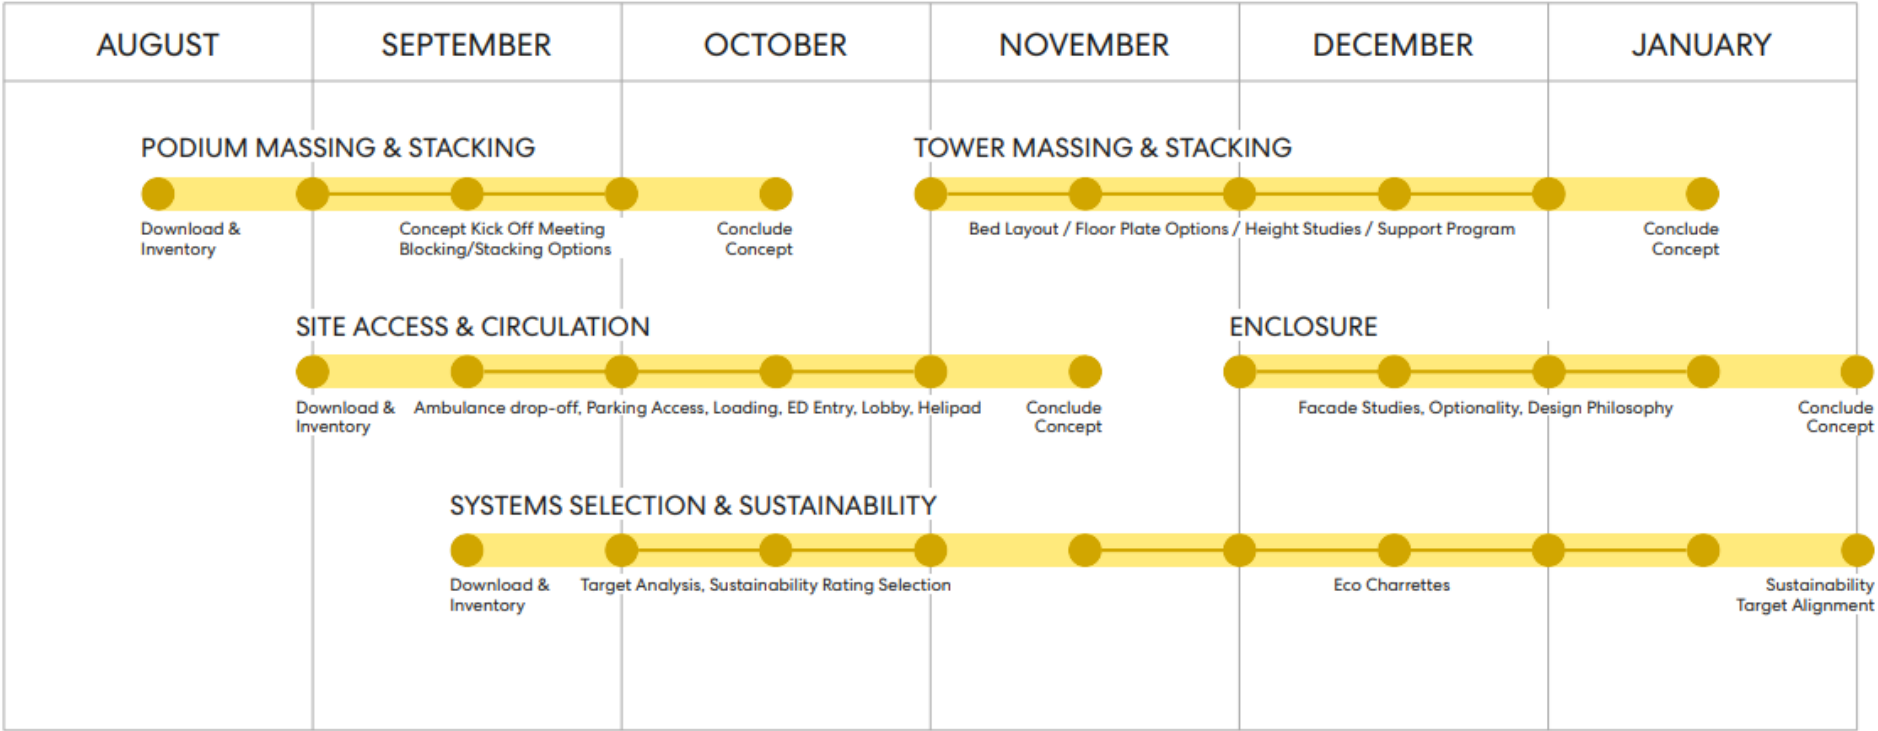 AUGUST
SEPTEMBER
OCTOBER
NOVEMBER
DECEMBER
JANUARY
PODIUM MASSING & STACKING
Download &
Inventory
Concept Kick Off Meeting
Blocking/Stacking Options
Conclude
Concept
TOWER MASSING & STACKING
Bed Layout / Floor Plate Options / Height Studies / Support Program
Conclude
Concept
SITE ACCESS & CIRCULATION
Download &
Inventory
Ambulance drop-off, Parking Access, Loading, ED Entry, Lobby, Helipad
Conclude
Concept
ENCLOSURE
Facade Studies, Optionality, Design Philosophy
Conclude
Concept
SYSTEMS SELECTION & SUSTAINABILITY
Download &
Inventory
Target Analysis, Sustainability Rating Selection
Eco Charrettes
Sustainability
Target Alignment